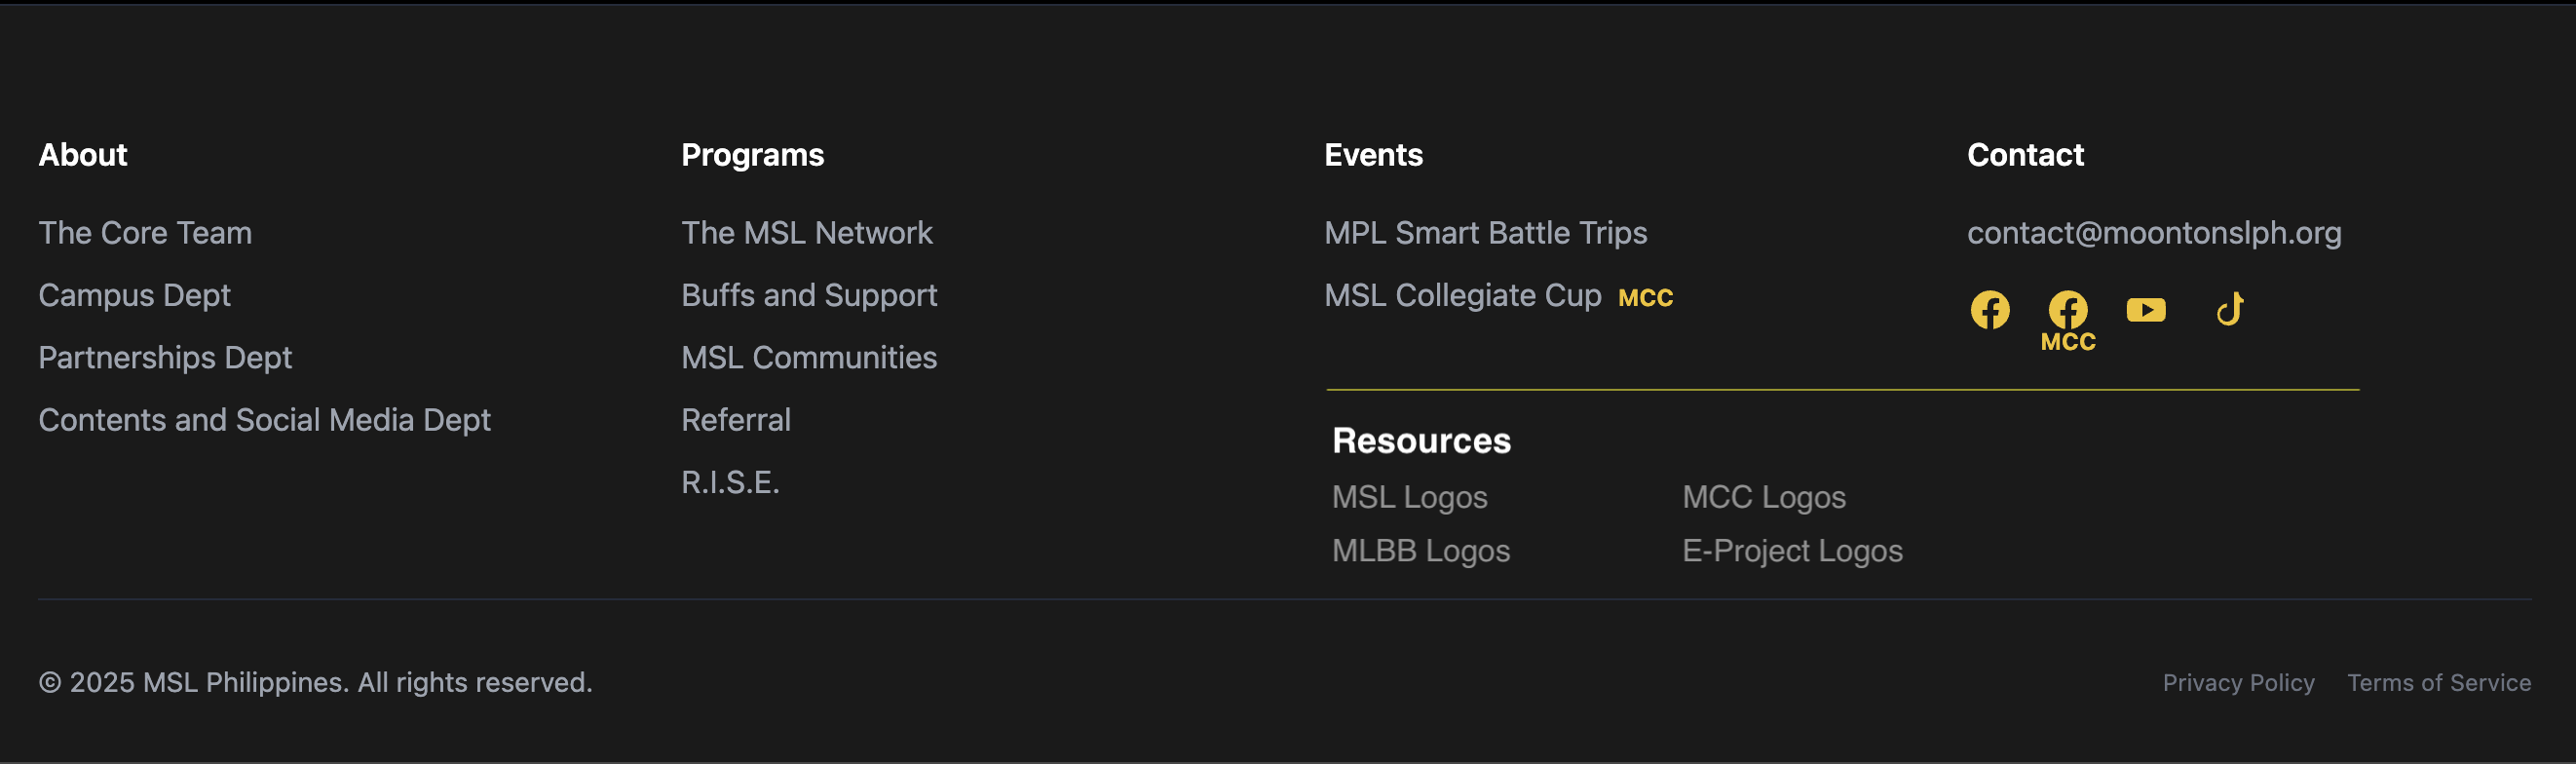 About
The Core Team
Campus Dept
Partnerships Dept
Contents and Social Media Dept
Programs
The MSL Network
Buffs and Support
MSL Communities
Referral
R.I.S.E.
Events
MPL Smart Battle Trips
MSL Collegiate Cup MCC
Contact
contact@moontonslph.org
MCC
Resources
MSL Logos
MCC Logos
MLBB Logos
E-Project Logos
© 2025 MSL Philippines. All rights reserved.
Privacy Policy
Terms of Service